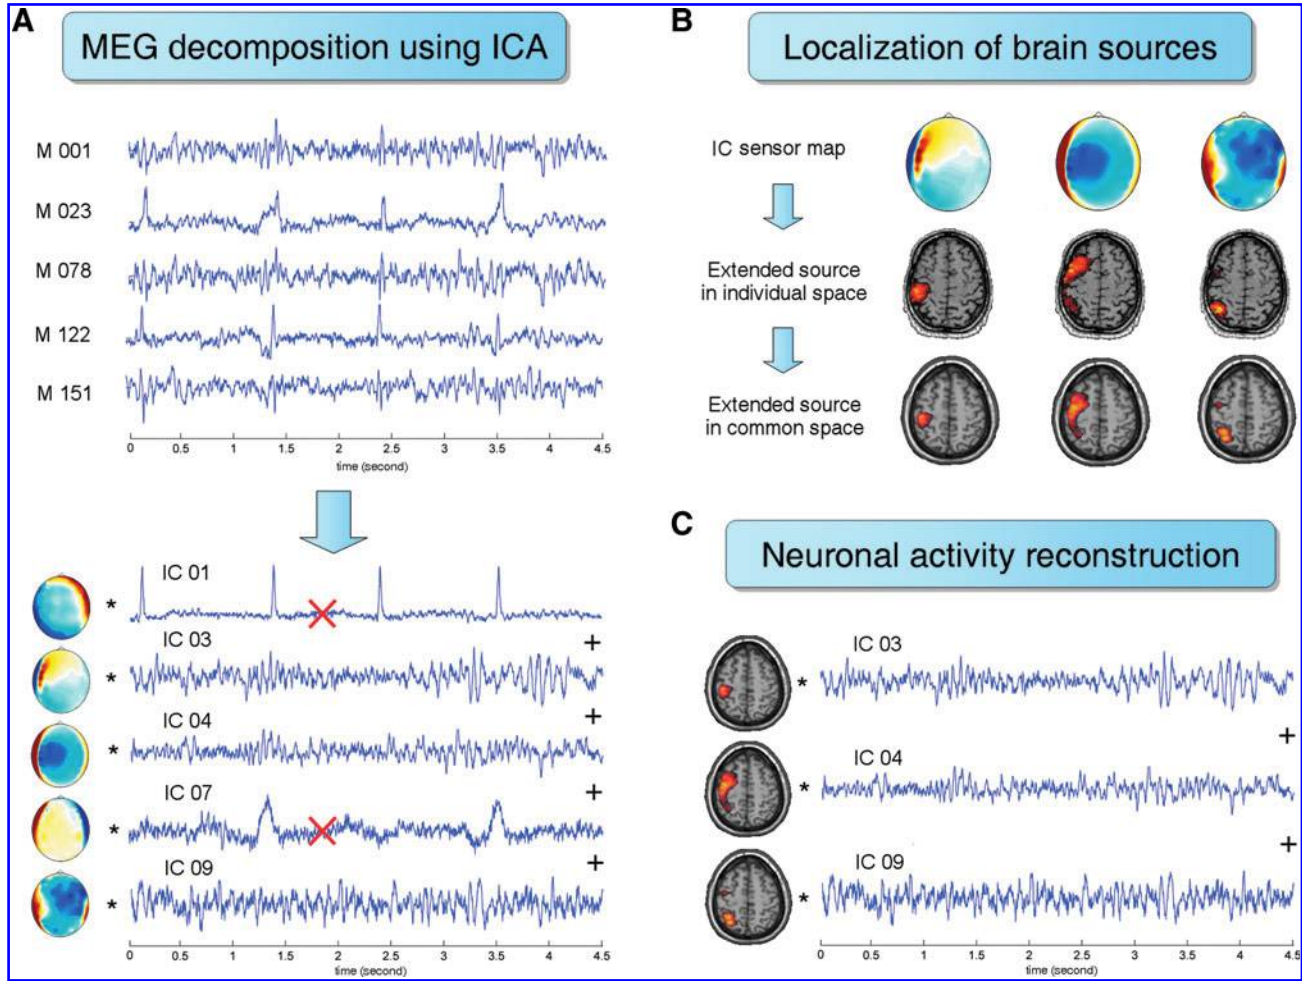 A
MEG decomposition using ICA
M 001
M 023
M 078
M 122
M 151
0 0.5 1 1.5 2 2.5 3 3.5 4 4.5
time (second)
IC 01
*
+
IC 03
*
+
IC 04
*
+
IC 07
*
+
IC 09
*
0 0.5 1 1.5 2 2.5 3 3.5 4 4.5
time (second)
B
Localization of brain sources
IC sensor map
Extended source
in individual space
Extended source
in common space
C
Neuronal activity reconstruction
IC 03
*
+
IC 04
*
+
IC 09
*
0 0.5 1 1.5 2 2.5 3 3.5 4 4.5
time (second)